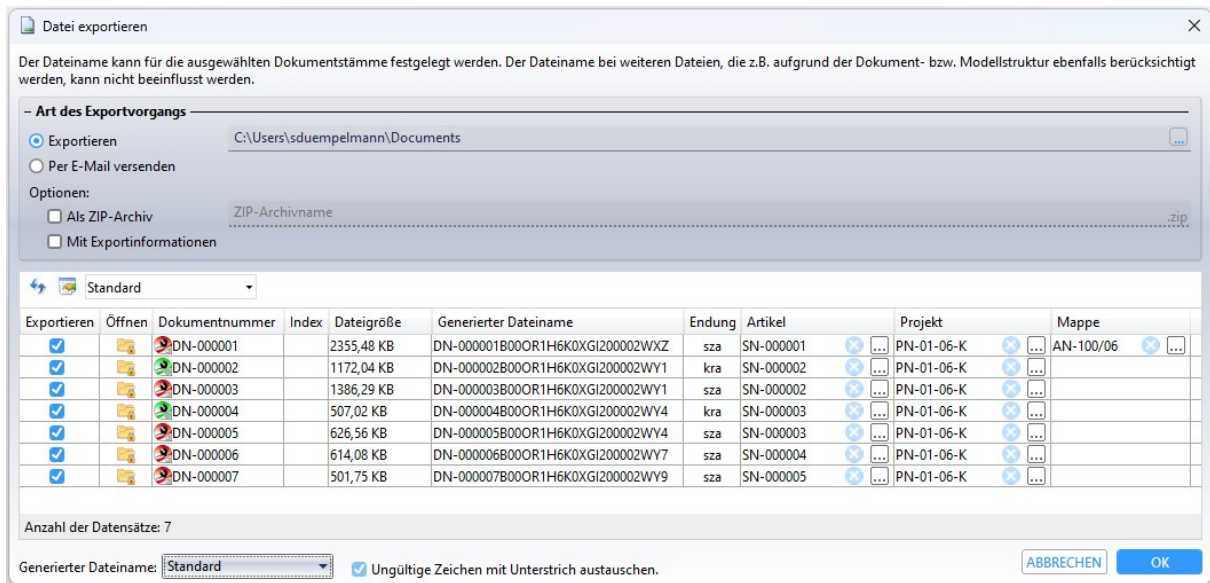 Datei exportieren
Der Dateiname kann für die ausgewählten Dokumentstämme festgelegt werden. Der Dateiname bei weiteren Dateien, die z.B. aufgrund der Dokument- bzw. Modellstruktur ebenfalls berücksichtigt
werden, kann nicht beeinflusst werden.
– Art des Exportvorgangs
Exportieren C:\Users\sduempelmann\Documents ...
Per E-Mail versenden
Optionen:
Als ZIP-Archiv ZIP-Archivname .zip
Mit Exportinformationen
Standard
Exportieren Öffnen Dokumentnummer Index Dateigröße Generierter Dateiname Endung Artikel Projekt Mappe
DN-000001 2355,48 KB DN-000001B00OR1H6K0XGI200002WXZ sza SN-000001 ... PN-01-06-K ... AN-100/06 ...
DN-000002 1172,04 KB DN-000002B00OR1H6K0XGI200002WY1 kra SN-000002 ... PN-01-06-K ...
DN-000003 1386,29 KB DN-000003B00OR1H6K0XGI200002WY1 sza SN-000002 ... PN-01-06-K ...
DN-000004 507,02 KB DN-000004B00OR1H6K0XGI200002WY4 kra SN-000003 ... PN-01-06-K ...
DN-000005 626,56 KB DN-000005B00OR1H6K0XGI200002WY4 sza SN-000003 ... PN-01-06-K ...
DN-000006 614,08 KB DN-000006B00OR1H6K0XGI200002WY7 sza SN-000004 ... PN-01-06-K ...
DN-000007 501,75 KB DN-000007B00OR1H6K0XGI200002WY9 sza SN-000005 ... PN-01-06-K ...
Anzahl der Datensätze: 7
Generierter Dateiname: Standard Ungültige Zeichen mit Unterstrich austauschen. ABBRECHEN OK